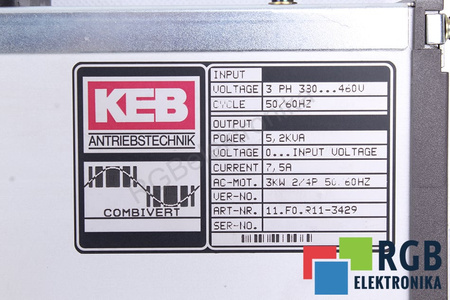 KEB
ANTRIEBSTECHNIK
COMBIVERT
INPUT
VOLTAGE 3 PH 380...460V
CYCLE 50/60HZ
OUTPUT
POWER 5,2KVA
VOLTAGE 0...INPUT VOLTAGE
CURRENT 7,5A
AC-MOT. 3KW 2/4P 50.60HZ
VER-NO.
ART-NR. 11.F0.R11-3429
SER-NO.
RGB
ELEKTRONIKA